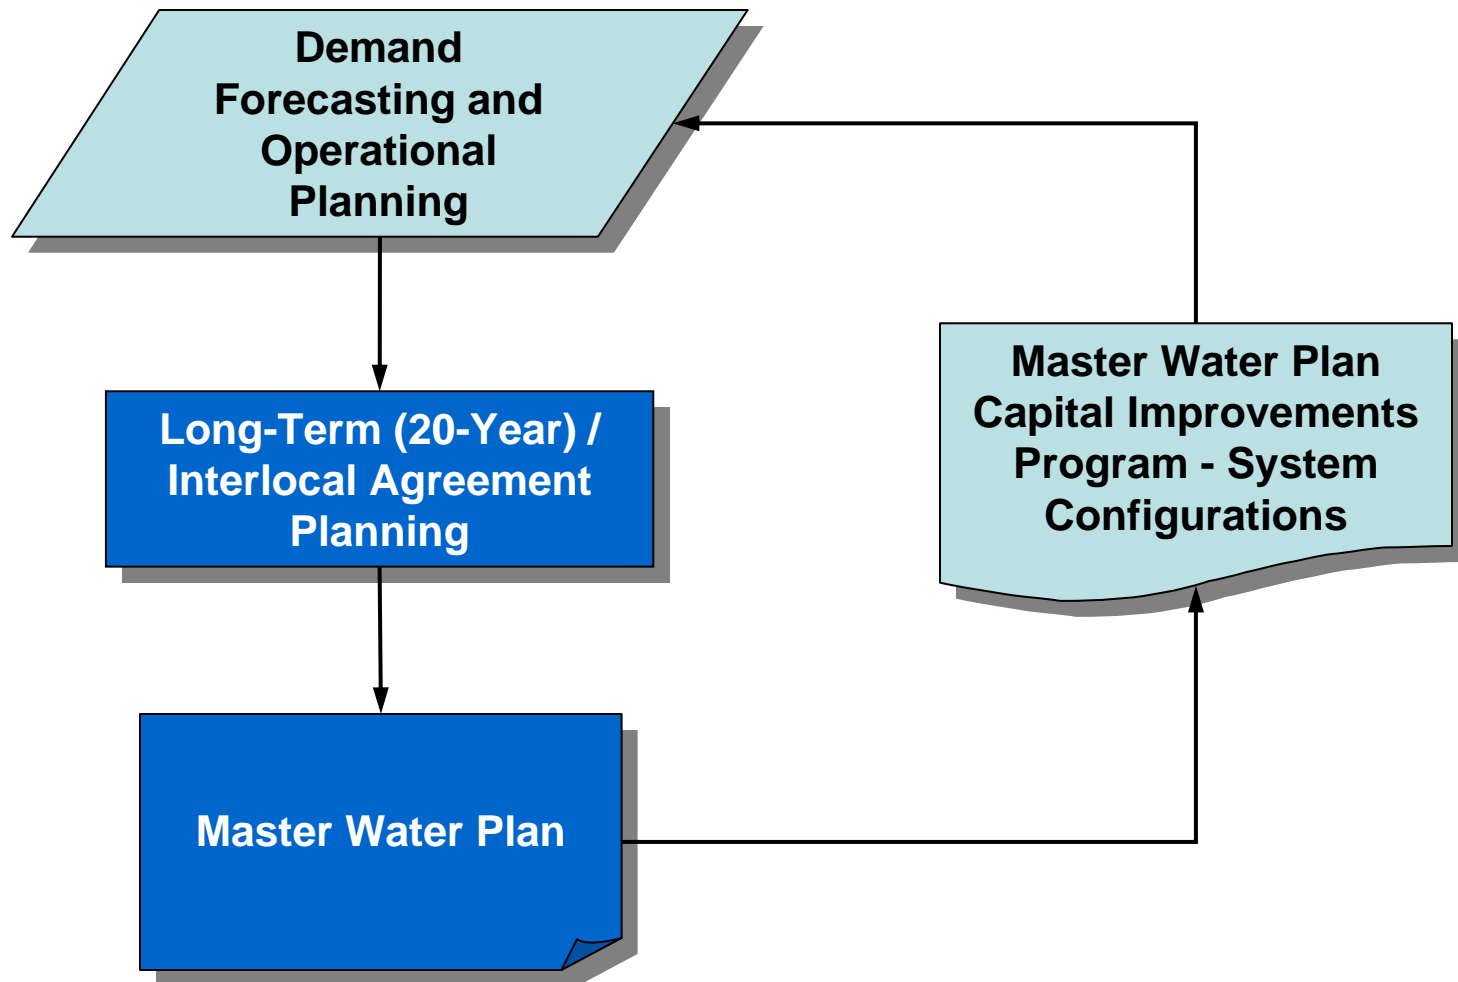 Demand
Forecasting and
Operational
Planning
Long-Term (20-Year) /
Interlocal Agreement
Planning
Master Water Plan
Master Water Plan
Capital Improvements
Program - System
Configurations